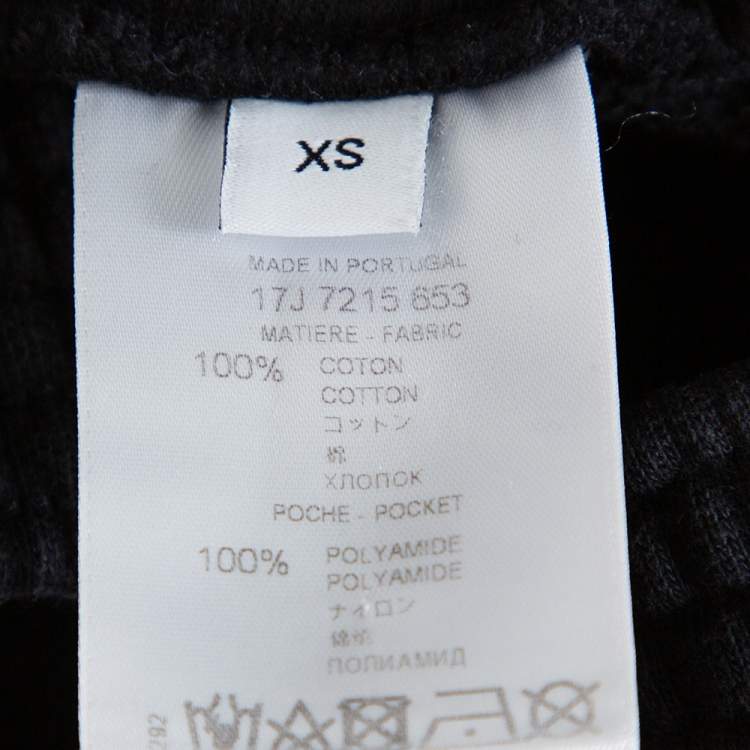 XS
MADE IN PORTUGAL
17J 7215 653
MATIERE - FABRIC
100% COTON
COTTON
コットン
棉
ХЛОПОК
POCHE - POCKET
100% POLYAMIDE
POLYAMIDE
ナイロン
ПОЛИАМИД
292